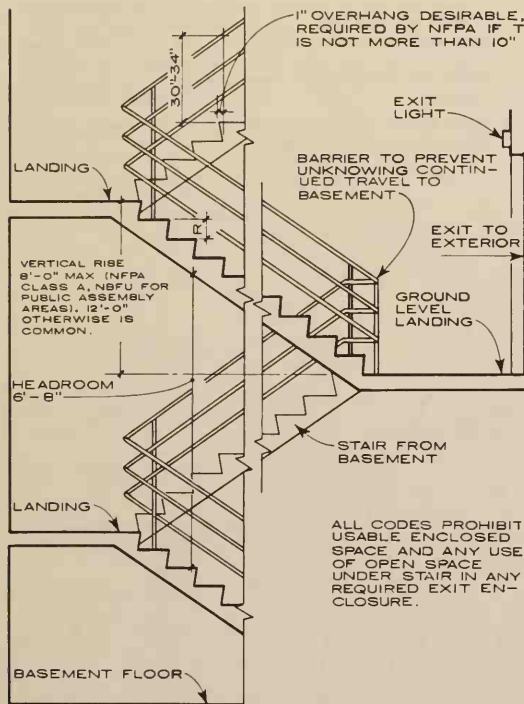 1" OVERHANG DESIRABLE,
REQUIRED BY NFPA IF T
IS NOT MORE THAN 10"
30"-34"
EXIT
LIGHT
LANDING
BARRIER TO PREVENT
UNKNOWING CONTIN-
UED TRAVEL TO
BASEMENT
R
EXIT TO
EXTERIOR
VERTICAL RISE
8'-0" MAX (NFPA
CLASS A, NBFU FOR
PUBLIC ASSEMBLY
AREAS). 12'-0"
OTHERWISE IS
COMMON.
GROUND
LEVEL
LANDING
HEADROOM
6'-8"
STAIR FROM
BASEMENT
LANDING
ALL CODES PROHIBIT
USABLE ENCLOSED
SPACE AND ANY USE
OF OPEN SPACE
UNDER STAIR IN ANY
REQUIRED EXIT EN-
CLOSURE.
BASEMENT FLOOR